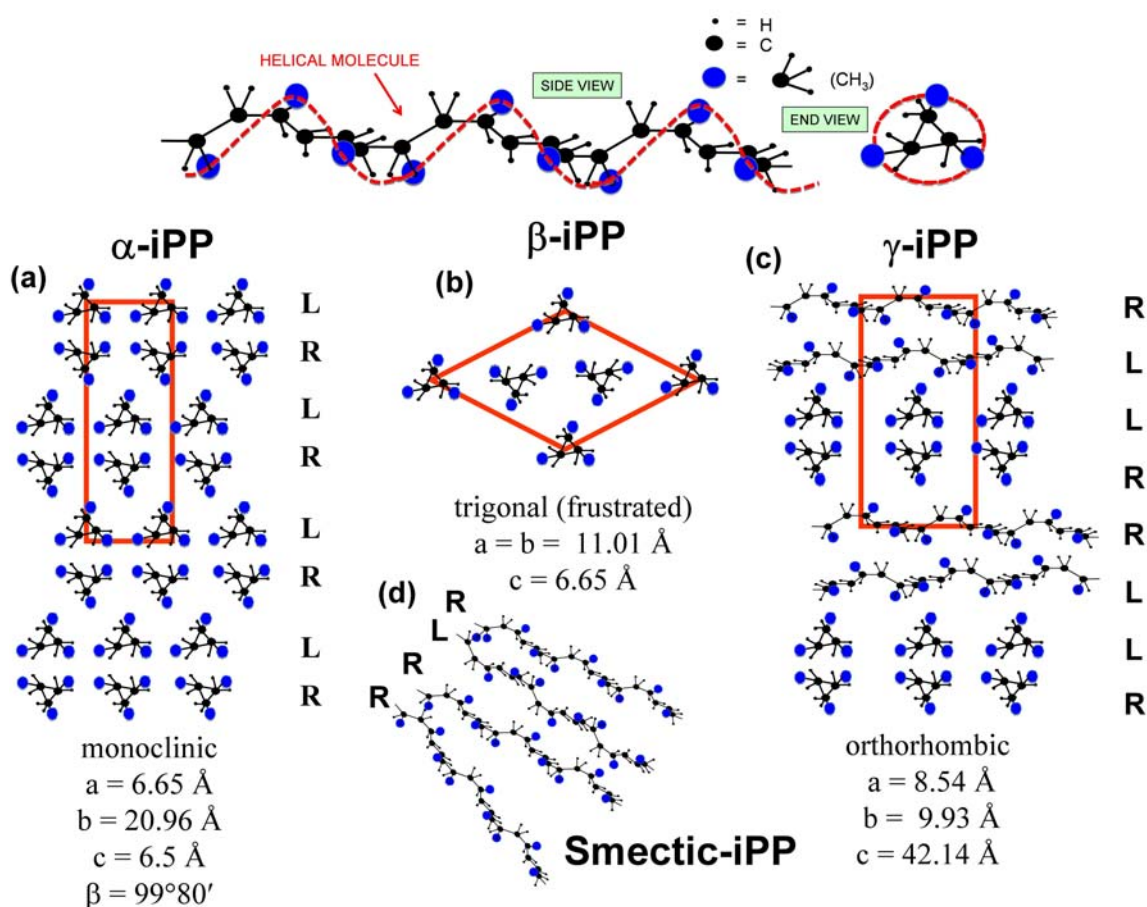 = H
= C
= (CH₃)
HELICAL MOLECULE
SIDE VIEW
END VIEW
α-iPP
β-iPP
γ-iPP
(a)
L
R
L
R
L
R
L
R
monoclinic
a = 6.65 Å
b = 20.96 Å
c = 6.5 Å
β = 99°80′
(b)
trigonal (frustrated)
a = b = 11.01 Å
c = 6.65 Å
(d)
R
L
R
R
Smectic-iPP
(c)
R
L
L
R
R
L
L
R
orthorhombic
a = 8.54 Å
b = 9.93 Å
c = 42.14 Å